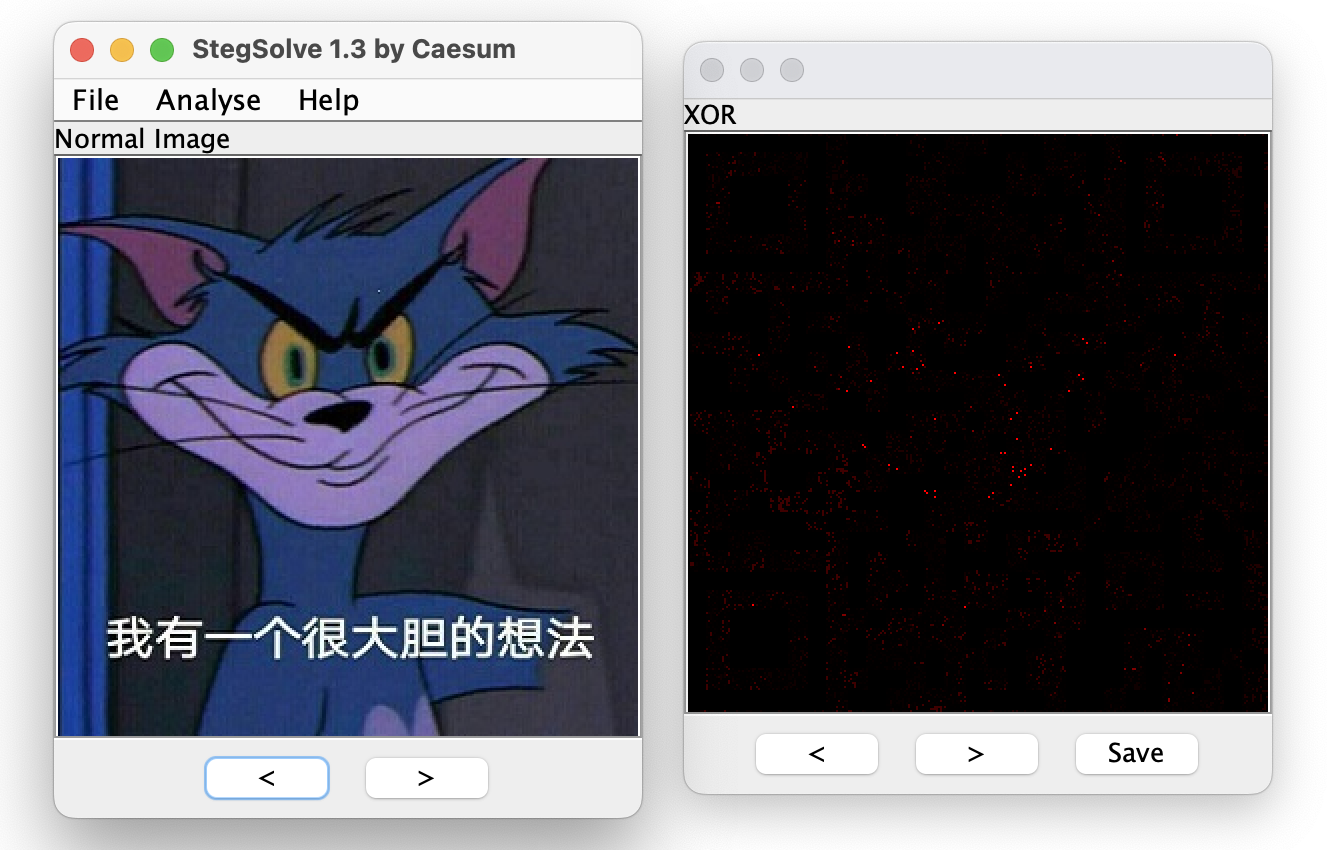 StegSolve 1.3 by Caesum
File Analyse Help
Normal Image
我有一个很大胆的想法
< >
XOR
< > Save